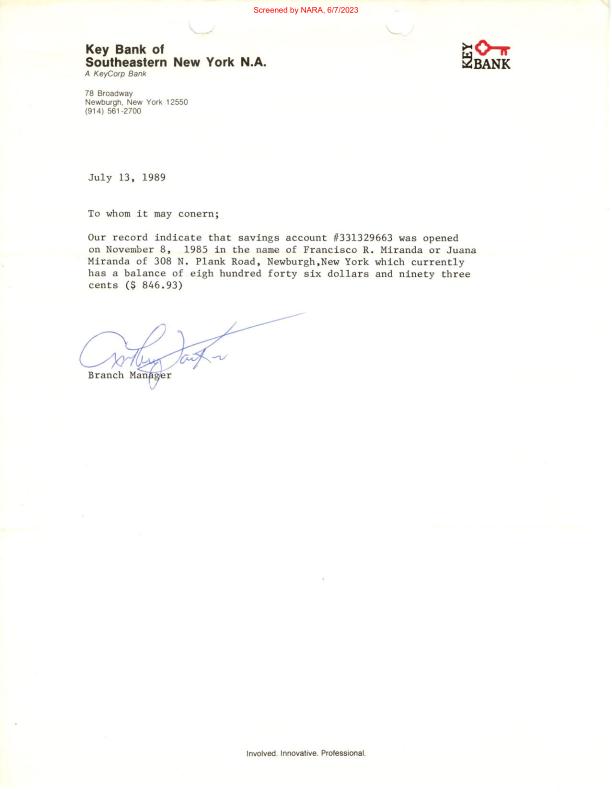 Screened by NARA, 6/7/2023
Key Bank of
Southeastern New York N.A.
A KeyCorp Bank
KEY
BANK
78 Broadway
Newburgh, New York 12550
(914) 561-2700
July 13, 1989
To whom it may conern;
Our record indicate that savings account #331329663 was opened
on November 8, 1985 in the name of Francisco R. Miranda or Juana
Miranda of 308 N. Plank Road, Newburgh,New York which currently
has a balance of eigh hundred forty six dollars and ninety three
cents ($ 846.93)
Branch Manager
Involved. Innovative. Professional.